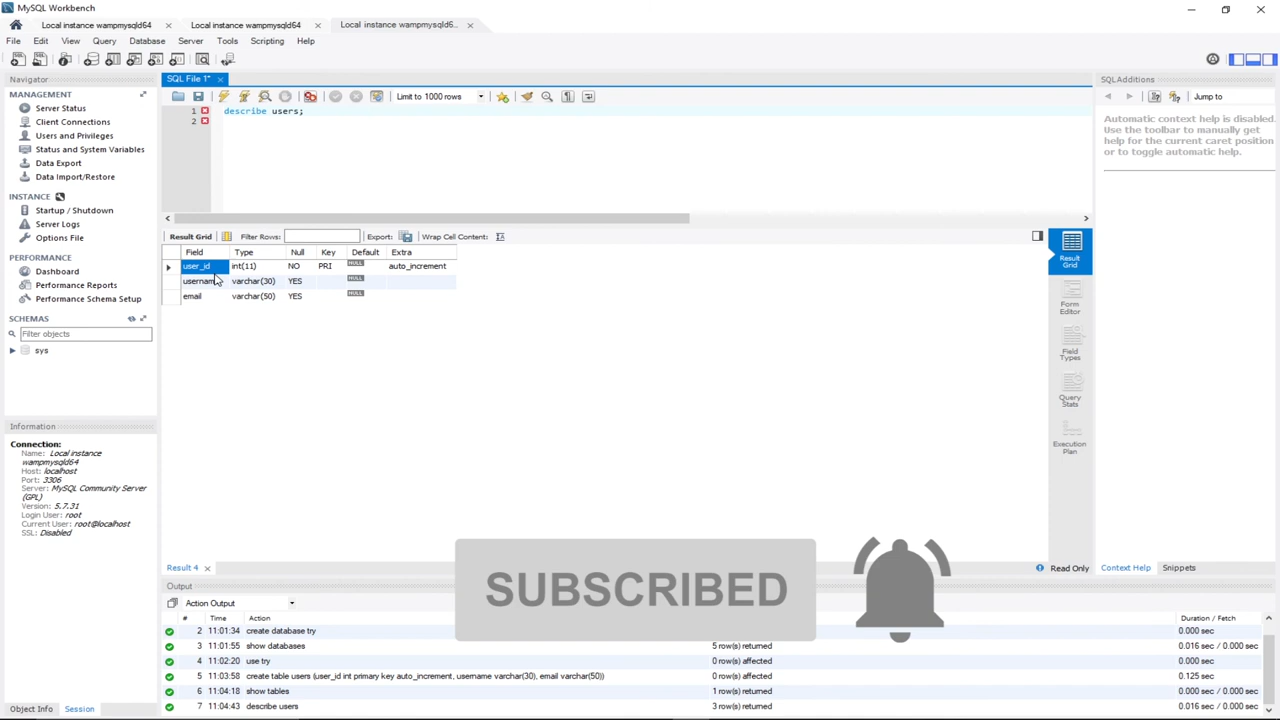 MySQL Workbench
Local instance wampmysqld64 Local instance wampmysqld64 Local instance wampmysqld6...
File Edit View Query Database Server Tools Scripting Help
Navigator
MANAGEMENT
Server Status
Client Connections
Users and Privileges
Status and System Variables
Data Export
Data Import/Restore
INSTANCE
Startup / Shutdown
Server Logs
Options File
PERFORMANCE
Dashboard
Performance Reports
Performance Schema Setup
SCHEMAS
Filter objects
sys
Information
Connection:
Name: Local instance
wampmysqld64
Host: localhost
Port: 3306
Server: MySQL Community Server
(GPL)
Version: 5.7.31
Login User: root
Current User: root@localhost
SSL: Disabled
Object Info Session
SQL File 1*
Limit to 1000 rows
1 describe users;
2
Result Grid Filter Rows: Export: Wrap Cell Content:
Field Type Null Key Default Extra
user_id int(11) NO PRI NULL auto_increment
username varchar(30) YES NULL
email varchar(50) YES NULL
Result Grid
Form Editor
Field Types
Query Stats
Execution Plan
Result 4 Read Only
SQLAdditions
Jump to
Automatic context help is disabled.
Use the toolbar to manually get
help for the current caret position
or to toggle automatic help.
Context Help Snippets
SUBSCRIBED
Output
Action Output
# Time Action Duration / Fetch
2 11:01:34 create database try 0.000 sec
3 11:01:55 show databases 5 row(s) returned 0.016 sec / 0.000 sec
4 11:02:20 use try 0 row(s) affected 0.000 sec
5 11:03:58 create table users (user_id int primary key auto_increment, username varchar(30), email varchar(50)) 0 row(s) affected 0.125 sec
6 11:04:18 show tables 1 row(s) returned 0.000 sec / 0.000 sec
7 11:04:43 describe users 3 row(s) returned 0.016 sec / 0.000 sec